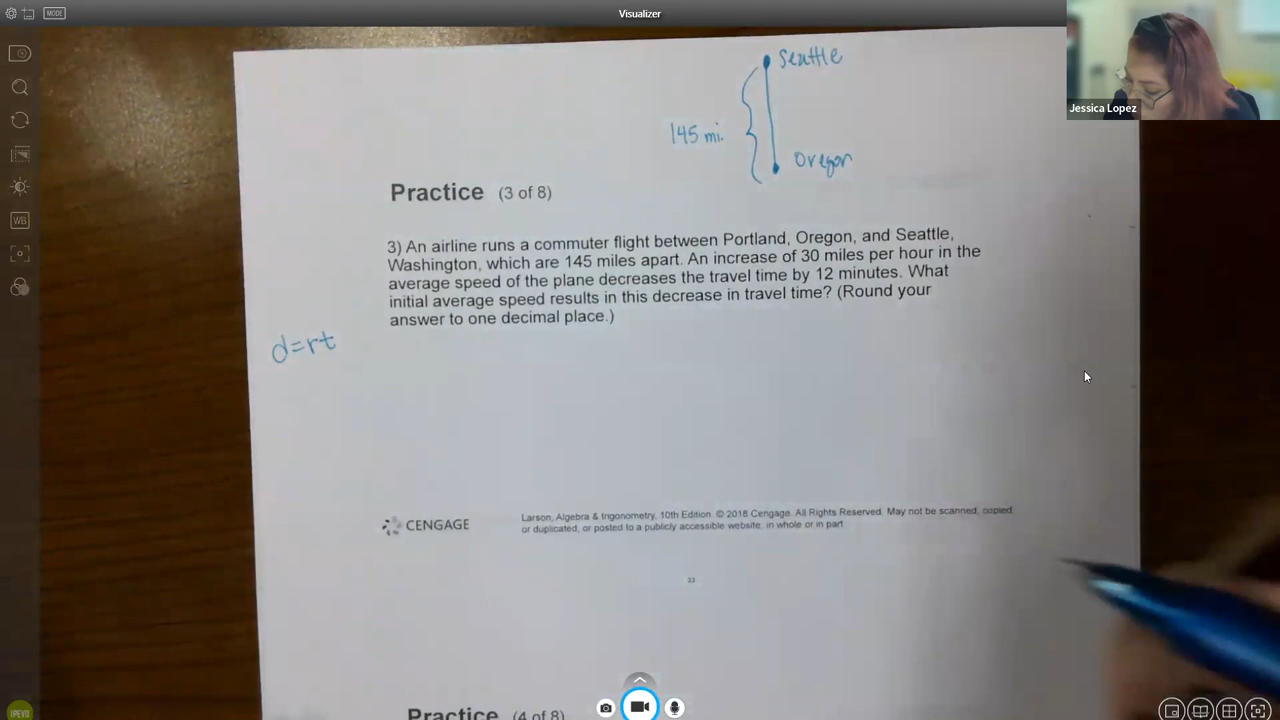 Visualizer
MODE
WB
Jessica Lopez
Seattle
145 mi.
Oregon
Practice (3 of 8)
3) An airline runs a commuter flight between Portland, Oregon, and Seattle,
Washington, which are 145 miles apart. An increase of 30 miles per hour in the
average speed of the plane decreases the travel time by 12 minutes. What
initial average speed results in this decrease in travel time? (Round your
answer to one decimal place.)
d=rt
CENGAGE
Larson, Algebra & trigonometry, 10th Edition. © 2018 Cengage. All Rights Reserved. May not be scanned, copied
or duplicated, or posted to a publicly accessible website, in whole or in part.
33
Practice (4 of 8)
IPEVO